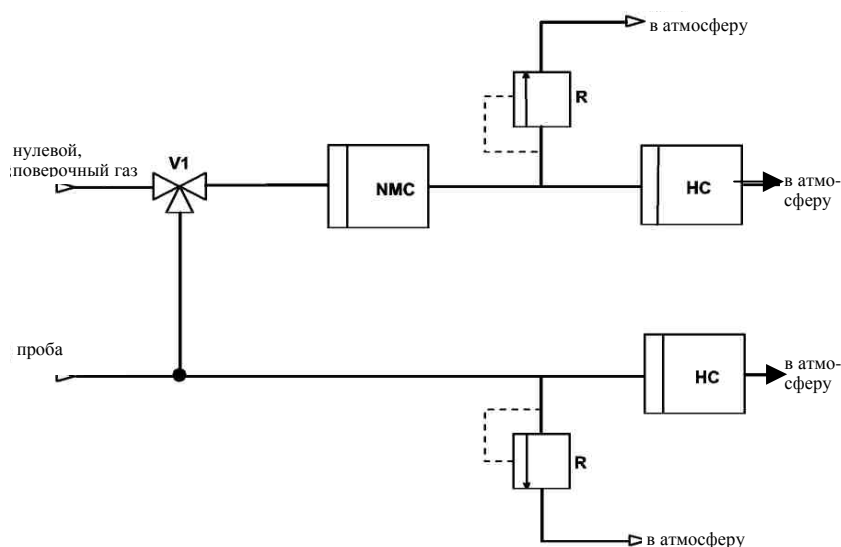 в атмосферу
R
нулевой,
поверочный газ
V1
NMC
HC
в атмо-
сферу
проба
HC
в атмо-
сферу
R
в атмосферу